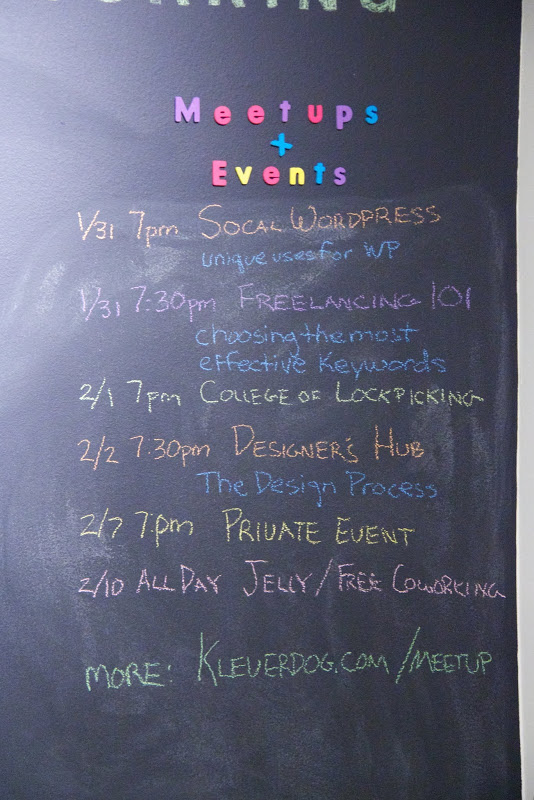 Meetups
+
Events
1/31 7pm SOCAL WORDPRESS
unique uses for WP
1/31 7:30pm FREELANCING 101
choosing the most
effective Keywords
2/1 7pm COLLEGE OF LOCKPICKING
2/2 7:30pm DESIGNER'S HUB
The Design Process
2/7 7:pm PRIVATE EVENT
2/10 ALL DAY JELLY/FREE COWORKING
MORE: KLEVERDOG.COM/MEETUP